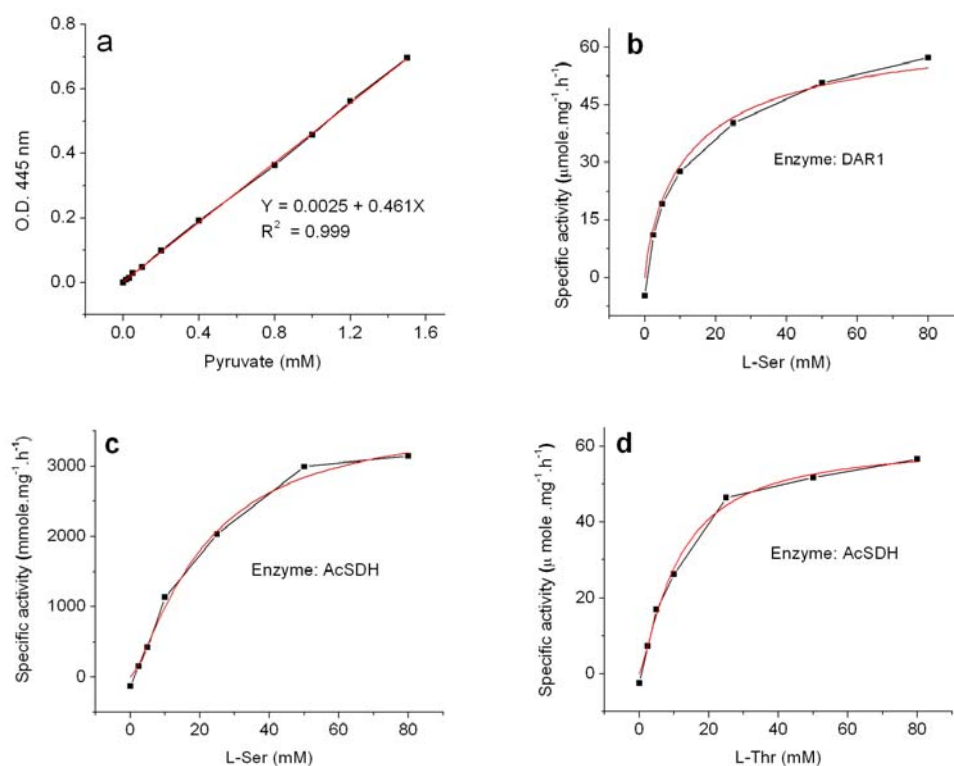 a
0.8
0.6
0.4
0.2
0.0
O.D. 445 nm
Y = 0.0025 + 0.461X
R² = 0.999
0.0 0.4 0.8 1.2 1.6
Pyruvate (mM)
b
60
45
30
15
0
Specific activity (μmole.mg⁻¹.h⁻¹)
Enzyme: DAR1
0 20 40 60 80
L-Ser (mM)
c
3000
2000
1000
0
Specific activity (mmole.mg⁻¹.h⁻¹)
Enzyme: AcSDH
0 20 40 60 80
L-Ser (mM)
d
60
40
20
0
Specific activity (μ mole .mg⁻¹.h⁻¹)
Enzyme: AcSDH
0 20 40 60 80
L-Thr (mM)